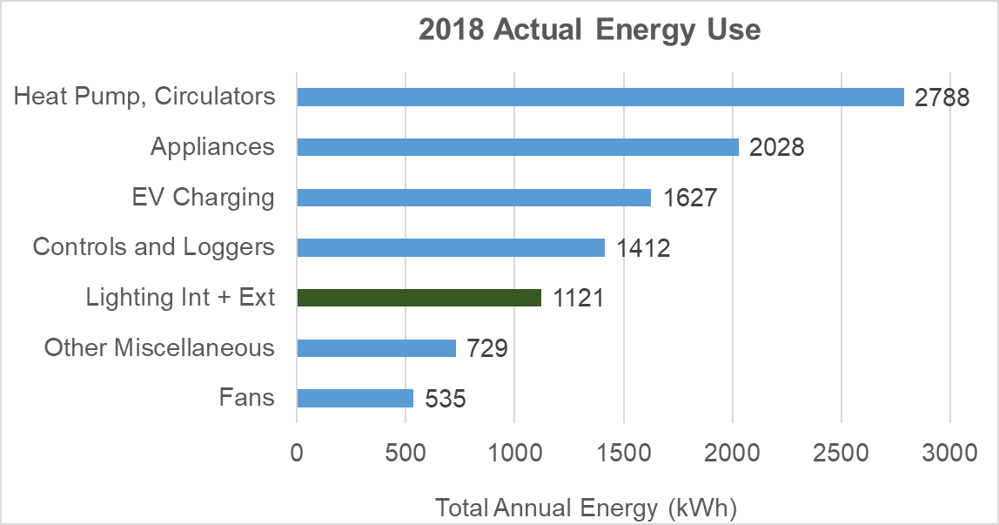 2018 Actual Energy Use
Heat Pump, Circulators 2788
Appliances 2028
EV Charging 1627
Controls and Loggers 1412
Lighting Int + Ext 1121
Other Miscellaneous 729
Fans 535
0 500 1000 1500 2000 2500 3000
Total Annual Energy (kWh)